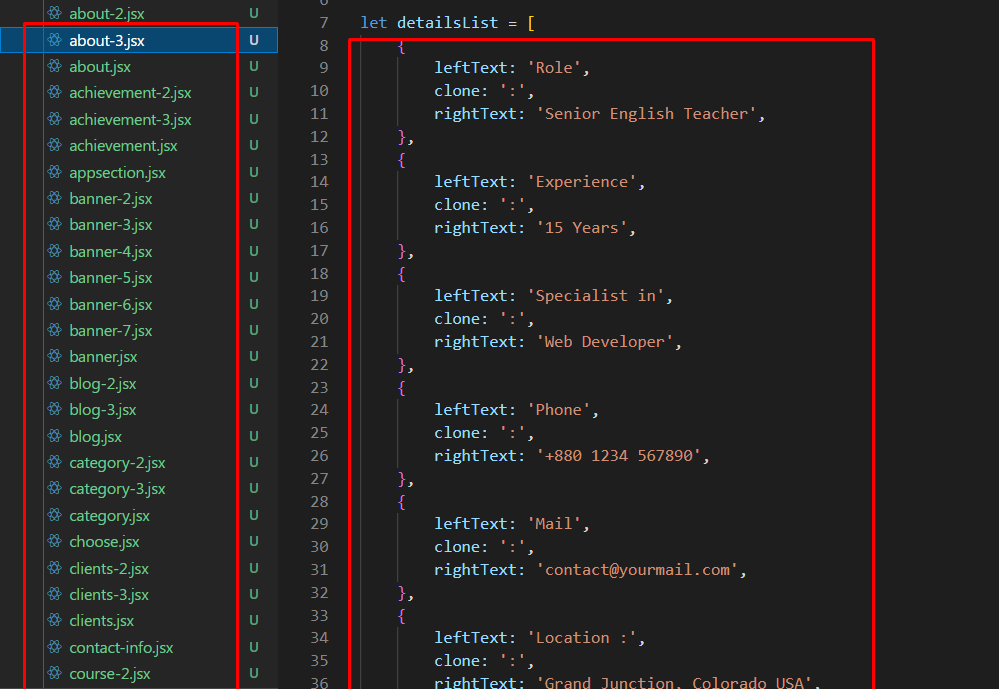 about-2.jsx U
about-3.jsx U
about.jsx U
achievement-2.jsx U
achievement-3.jsx U
achievement.jsx U
appsection.jsx U
banner-2.jsx U
banner-3.jsx U
banner-4.jsx U
banner-5.jsx U
banner-6.jsx U
banner-7.jsx U
banner.jsx U
blog-2.jsx U
blog-3.jsx U
blog.jsx U
category-2.jsx U
category-3.jsx U
category.jsx U
choose.jsx U
clients-2.jsx U
clients-3.jsx U
clients.jsx U
contact-info.jsx U
course-2.jsx U
6
7 let detailsList = [
8 {
9 leftText: 'Role',
10 clone: ':',
11 rightText: 'Senior English Teacher',
12 },
13 {
14 leftText: 'Experience',
15 clone: ':',
16 rightText: '15 Years',
17 },
18 {
19 leftText: 'Specialist in',
20 clone: ':',
21 rightText: 'Web Developer',
22 },
23 {
24 leftText: 'Phone',
25 clone: ':',
26 rightText: '+880 1234 567890',
27 },
28 {
29 leftText: 'Mail',
30 clone: ':',
31 rightText: 'contact@yourmail.com',
32 },
33 {
34 leftText: 'Location :',
35 clone: ':',
36 rightText: 'Grand Junction, Colorado USA',